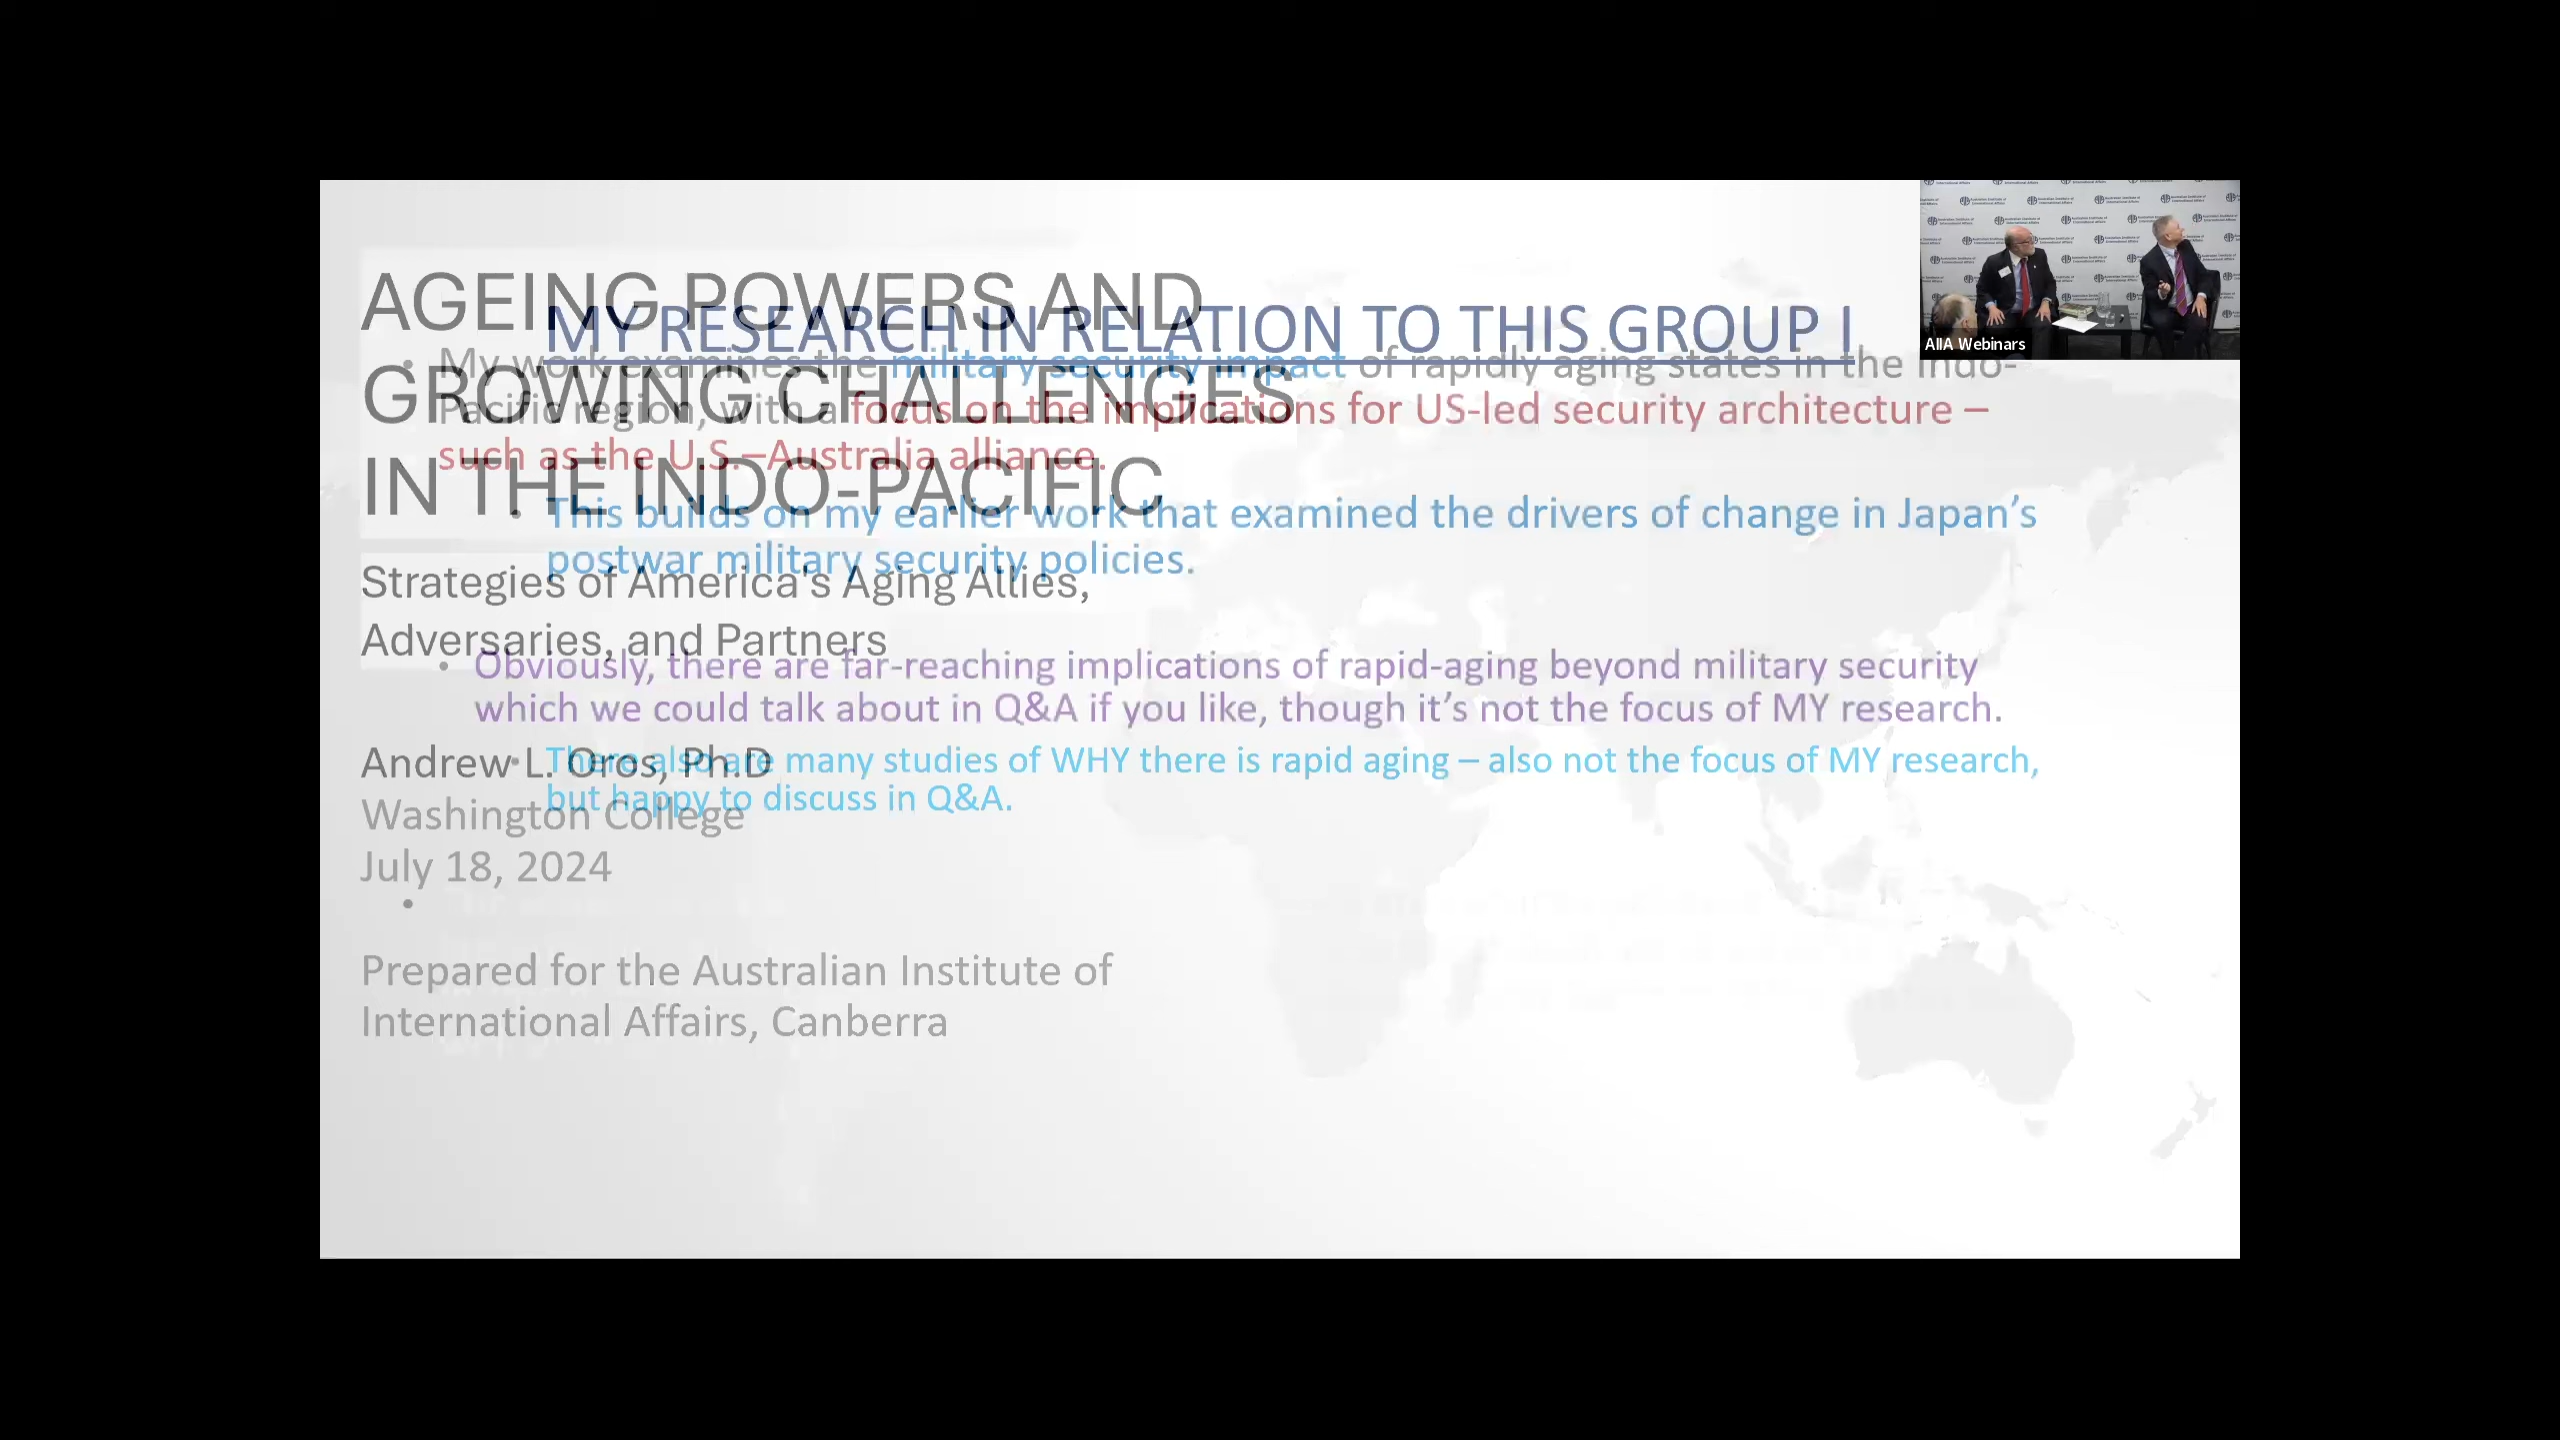 AGEING POWERS AND
GROWING CHALLENGES
IN THE INDO-PACIFIC
Strategies of America's Aging Allies,
Adversaries, and Partners
Andrew L. Oros, Ph.D
Washington College
July 18, 2024
Prepared for the Australian Institute of
International Affairs, Canberra
MY RESEARCH IN RELATION TO THIS GROUP I
• My work examines the military security impact of rapidly aging states in the Indo-
Pacific region, with a focus on the implications for US-led security architecture –
such as the U.S.–Australia alliance.
• This builds on my earlier work that examined the drivers of change in Japan’s
postwar military security policies.
• Obviously, there are far-reaching implications of rapid-aging beyond military security
which we could talk about in Q&A if you like, though it’s not the focus of MY research.
• There also are many studies of WHY there is rapid aging – also not the focus of MY research,
but happy to discuss in Q&A.
•
AIIA Webinars
Australian Institute of
International Affairs